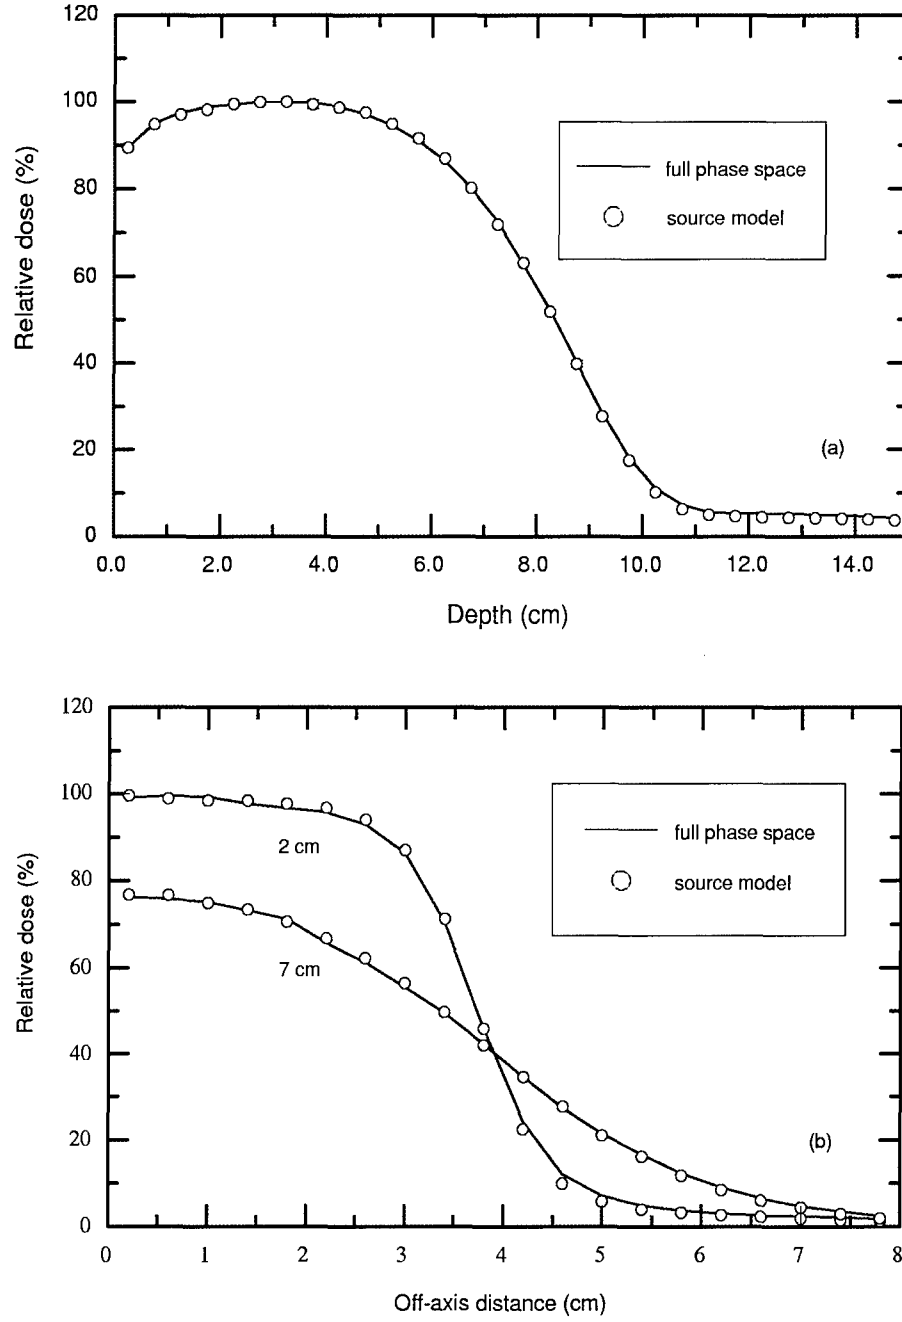 120
100
80
60
40
20
0
Relative dose (%)
full phase space
source model
(a)
0.0 2.0 4.0 6.0 8.0 10.0 12.0 14.0
Depth (cm)
120
100
80
60
40
20
0
Relative dose (%)
full phase space
source model
2 cm
7 cm
(b)
0 1 2 3 4 5 6 7 8
Off-axis distance (cm)